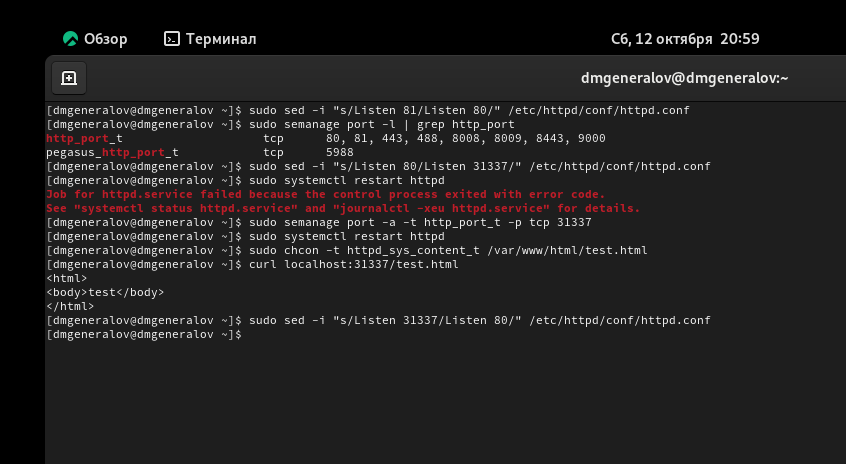 Обзор Терминал Сб, 12 октября 20:59
dmgeneralov@dmgeneralov:~
[dmgeneralov@dmgeneralov ~]$ sudo sed -i "s/Listen 81/Listen 80/" /etc/httpd/conf/httpd.conf
[dmgeneralov@dmgeneralov ~]$ sudo semanage port -l | grep http_port
http_port_t                    tcp      80, 81, 443, 488, 8008, 8009, 8443, 9000
pegasus_http_port_t            tcp      5988
[dmgeneralov@dmgeneralov ~]$ sudo sed -i "s/Listen 80/Listen 31337/" /etc/httpd/conf/httpd.conf
[dmgeneralov@dmgeneralov ~]$ sudo systemctl restart httpd
Job for httpd.service failed because the control process exited with error code.
See "systemctl status httpd.service" and "journalctl -xeu httpd.service" for details.
[dmgeneralov@dmgeneralov ~]$ sudo semanage port -a -t http_port_t -p tcp 31337
[dmgeneralov@dmgeneralov ~]$ sudo systemctl restart httpd
[dmgeneralov@dmgeneralov ~]$ sudo chcon -t httpd_sys_content_t /var/www/html/test.html
[dmgeneralov@dmgeneralov ~]$ curl localhost:31337/test.html
<html>
<body>test</body>
</html>
[dmgeneralov@dmgeneralov ~]$ sudo sed -i "s/Listen 31337/Listen 80/" /etc/httpd/conf/httpd.conf
[dmgeneralov@dmgeneralov ~]$